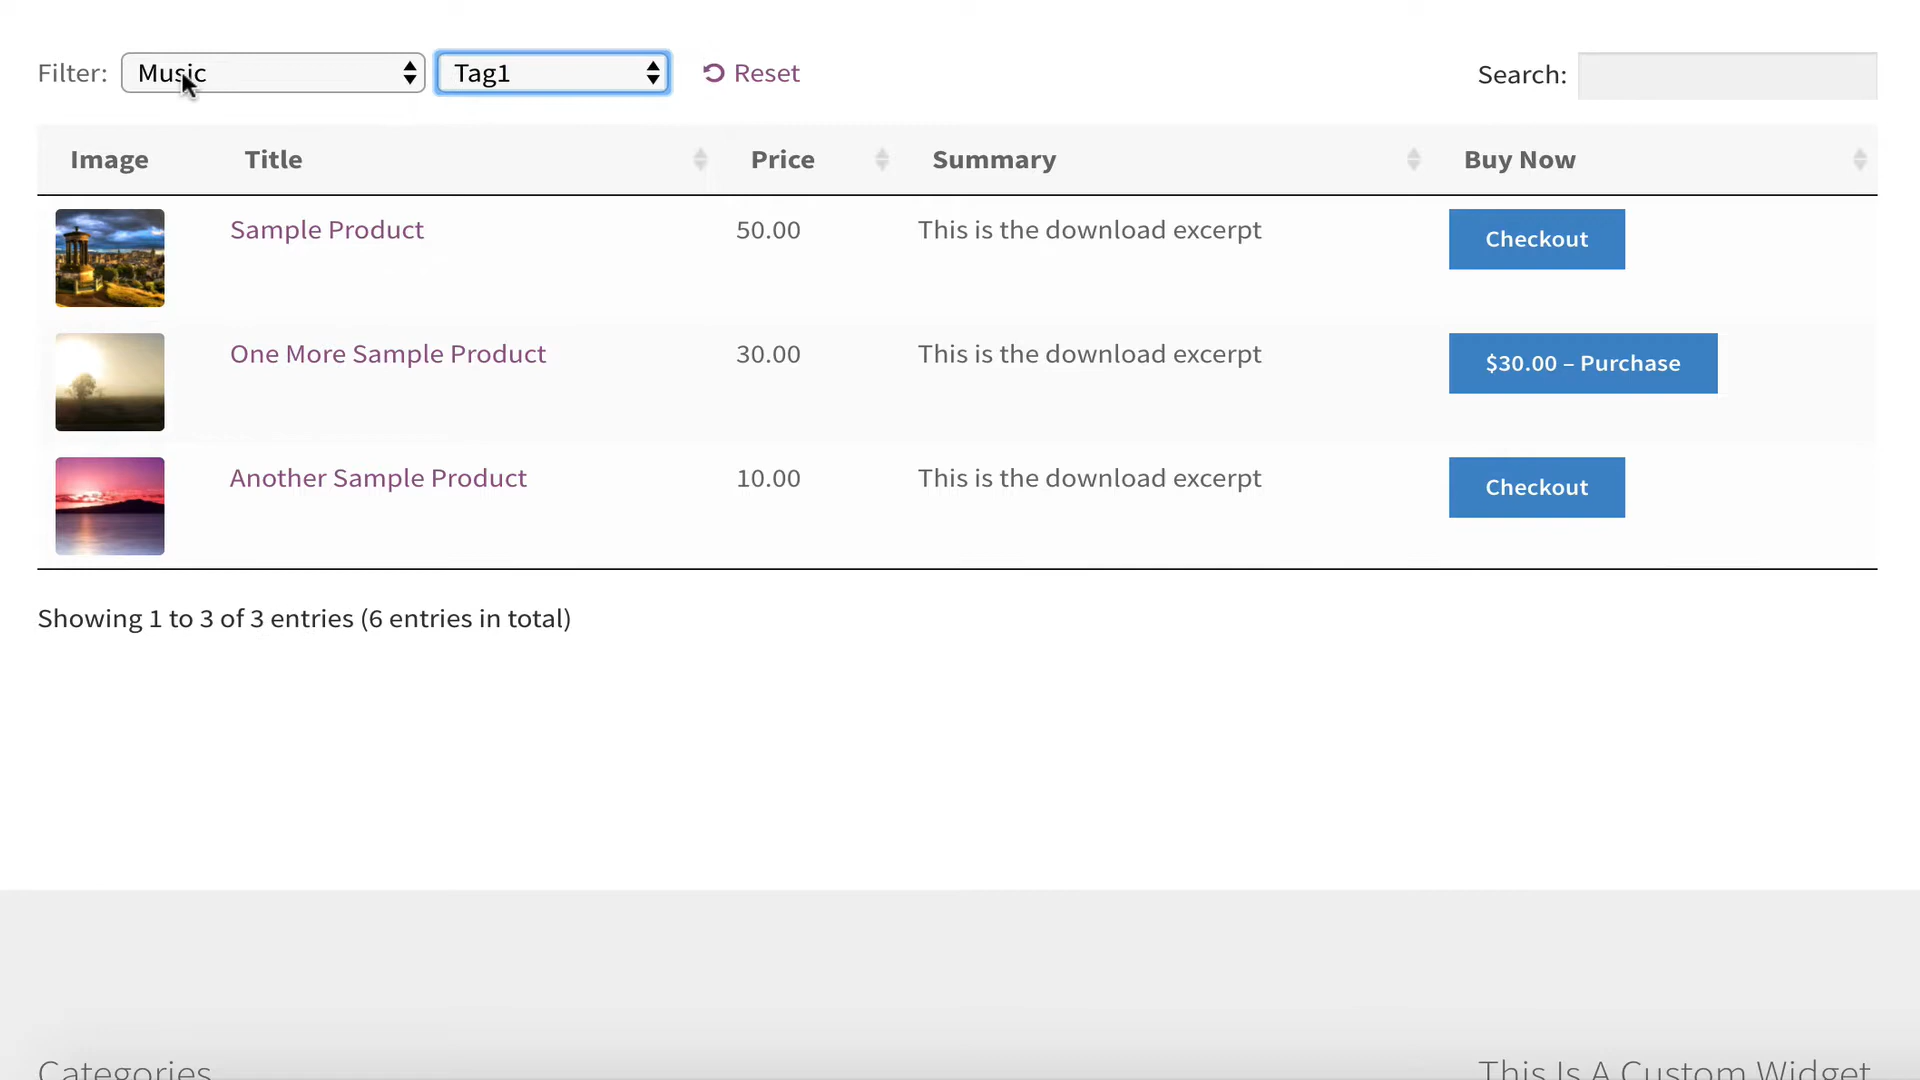 Filter: Music Tag1 Reset Search:
Image Title Price Summary Buy Now
Sample Product 50.00 This is the download excerpt Checkout
One More Sample Product 30.00 This is the download excerpt $30.00 – Purchase
Another Sample Product 10.00 This is the download excerpt Checkout
Showing 1 to 3 of 3 entries (6 entries in total)
Categories This Is A Custom Widget